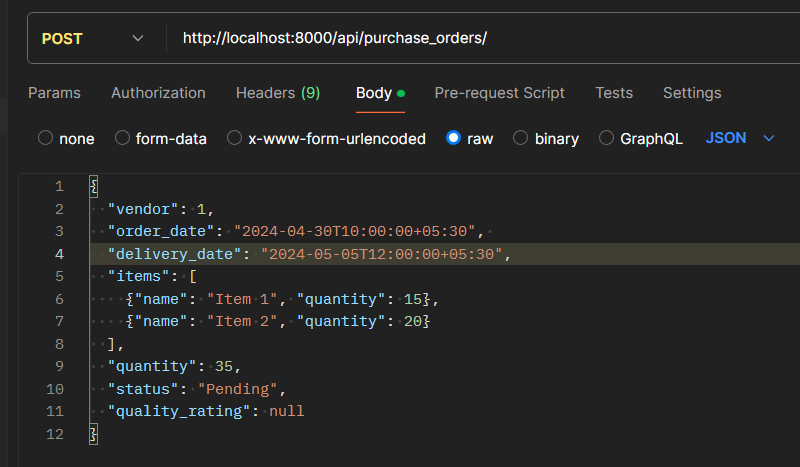 POST http://localhost:8000/api/purchase_orders/
Params Authorization Headers (9) Body Pre-request Script Tests Settings
none form-data x-www-form-urlencoded raw binary GraphQL JSON
1 {
2 "vendor": 1,
3 "order_date": "2024-04-30T10:00:00+05:30",
4 "delivery_date": "2024-05-05T12:00:00+05:30",
5 "items": [
6 {"name": "Item 1", "quantity": 15},
7 {"name": "Item 2", "quantity": 20}
8 ],
9 "quantity": 35,
10 "status": "Pending",
11 "quality_rating": null
12 }